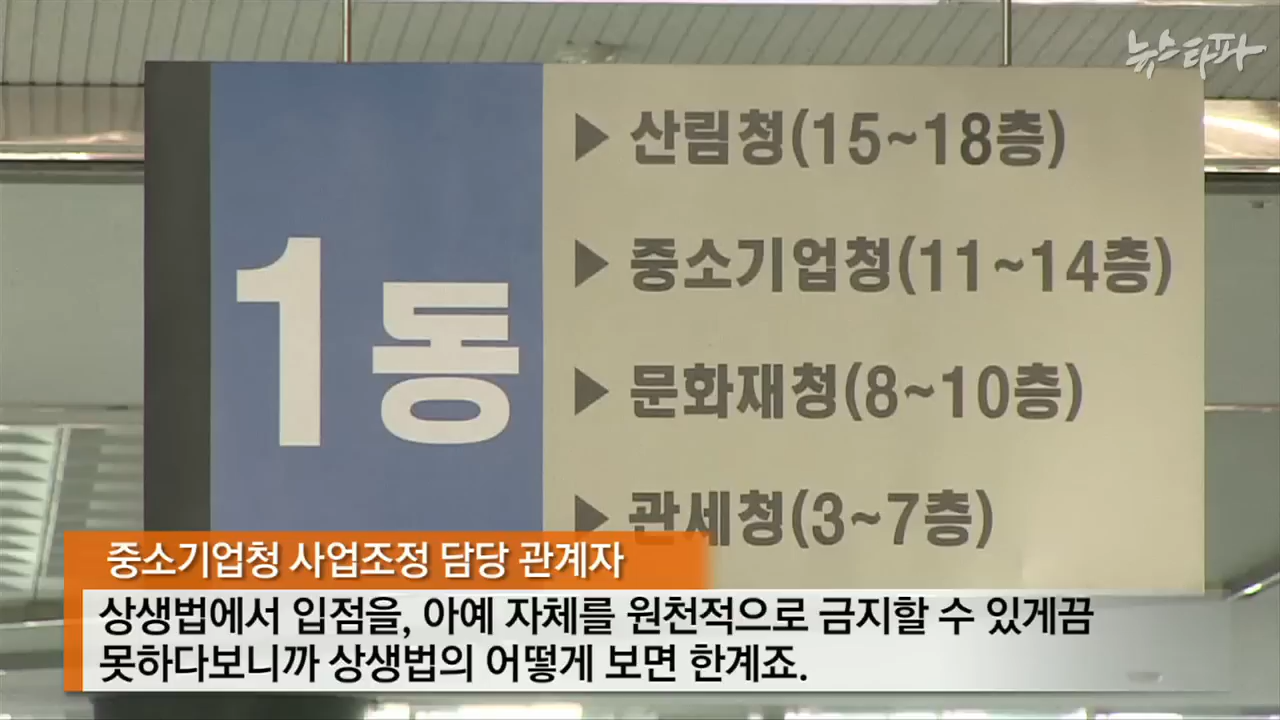 뉴스타파
1동
▶ 산림청(15~18층)
▶ 중소기업청(11~14층)
▶ 문화재청(8~10층)
▶ 관세청(3~7층)
중소기업청 사업조정 담당 관계자
상생법에서 입점을, 아예 자체를 원천적으로 금지할 수 있게끔
못하다보니까 상생법의 어떻게 보면 한계죠.